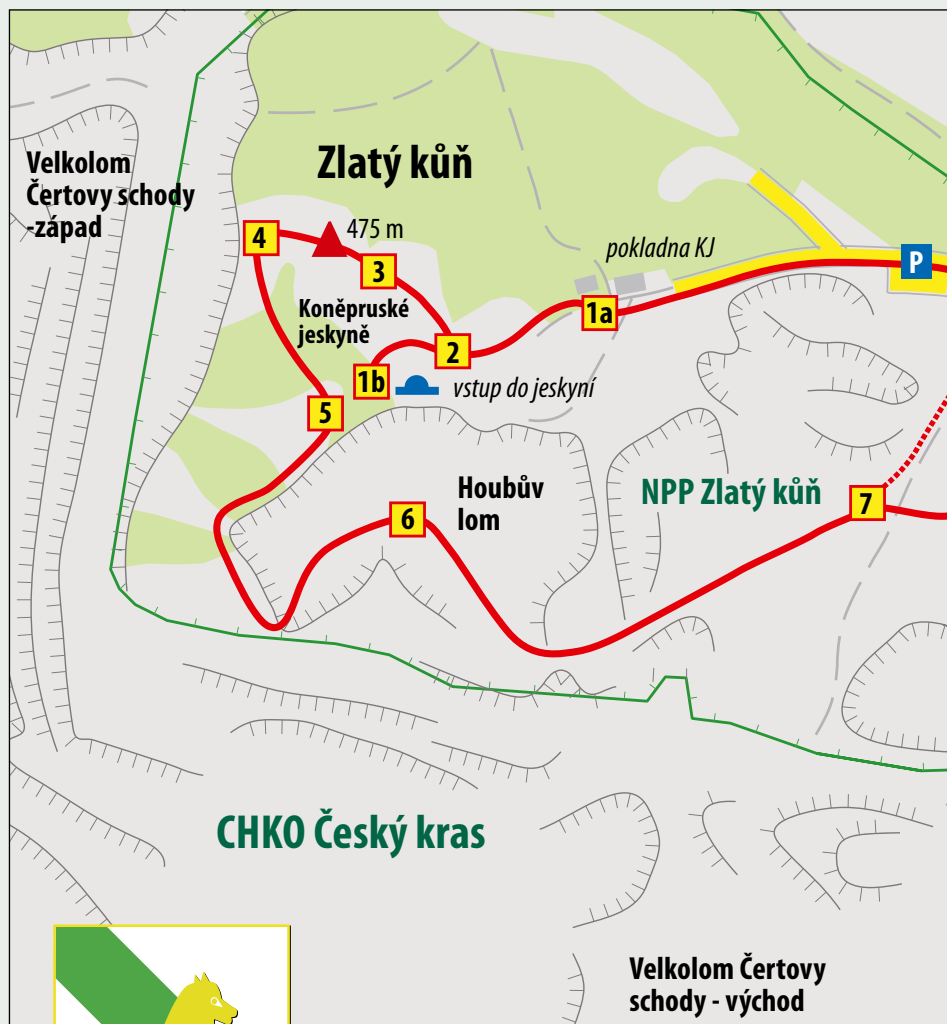 Velkolom
Čertovy schody
-západ
Zlatý kůň
4
475 m
3
pokladna KJ
P
Koněpruské
jeskyně
1a
2
1b
vstup do jeskyní
5
Houbův
lom
6
NPP Zlatý kůň
7
CHKO Český kras
Velkolom Čertovy
schody - východ